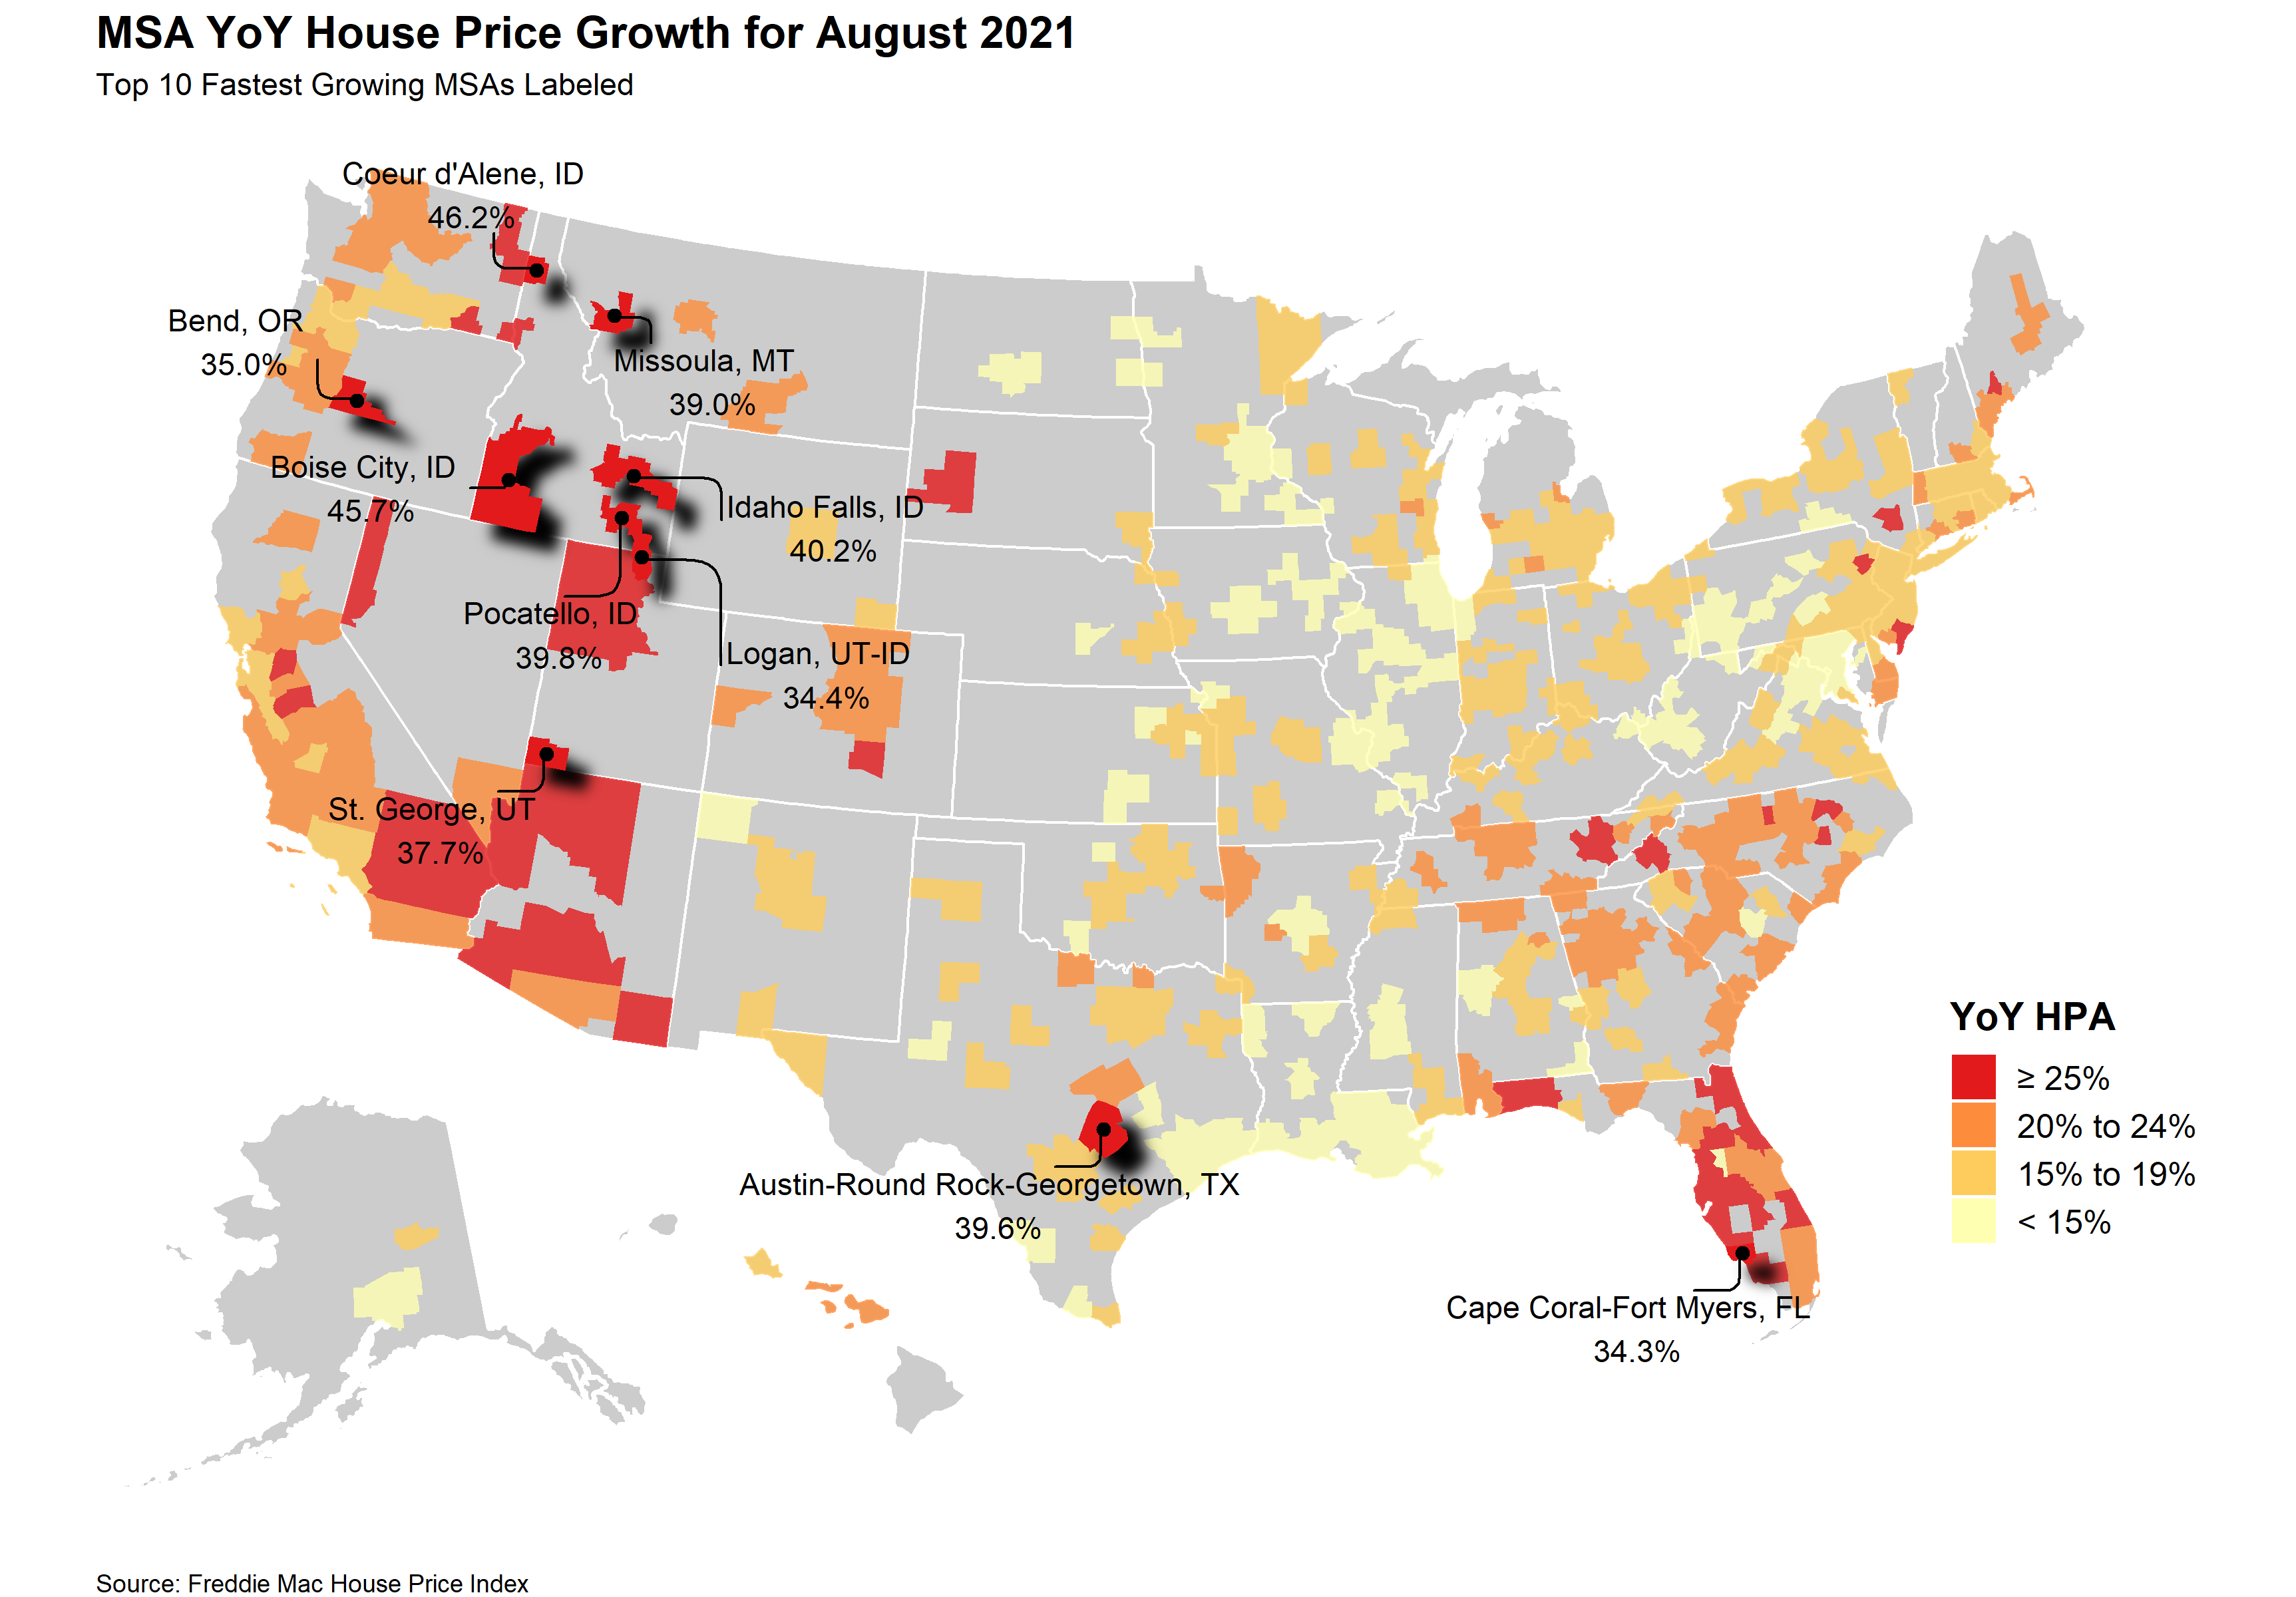 MSA YoY House Price Growth for August 2021
Top 10 Fastest Growing MSAs Labeled
Coeur d'Alene, ID
46.2%
Bend, OR
35.0%
Missoula, MT
39.0%
Boise City, ID
45.7%
Idaho Falls, ID
40.2%
Pocatello, ID
39.8%
Logan, UT-ID
34.4%
St. George, UT
37.7%
Austin-Round Rock-Georgetown, TX
39.6%
Cape Coral-Fort Myers, FL
34.3%
YoY HPA
≥ 25%
20% to 24%
15% to 19%
< 15%
Source: Freddie Mac House Price Index